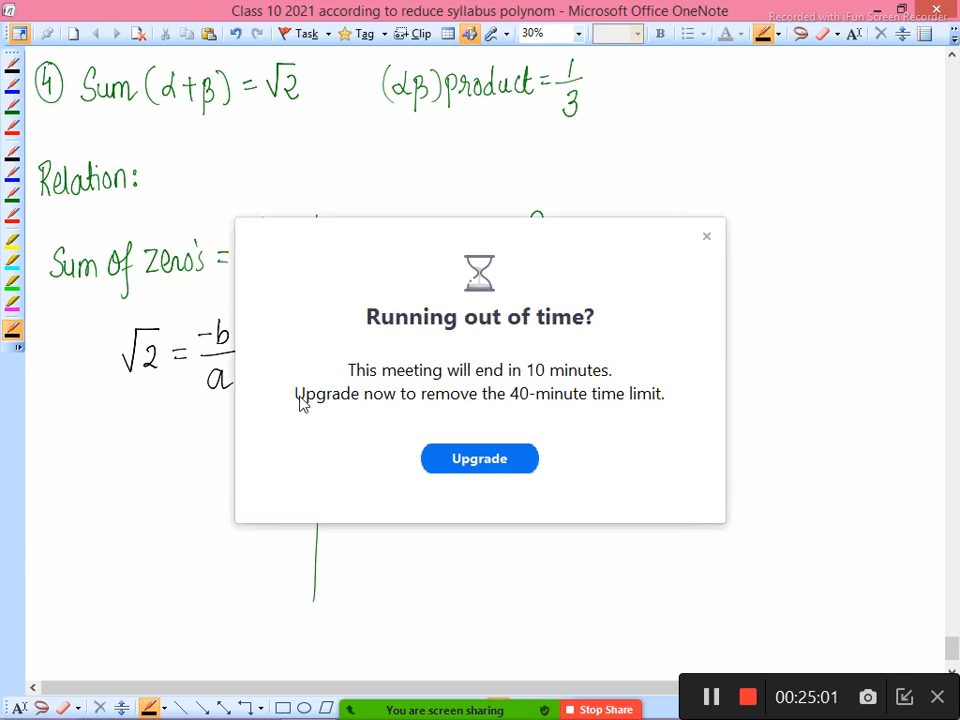 Class 10 2021 according to reduce syllabus polynom - Microsoft Office OneNote
Recorded with iFun Screen Recorder
Task Tag Clip 30% B A A
④ Sum (α+β) = √2 (αβ) product = 1/3
Relation:
Sum of zero's =
√2 = -b/a
Running out of time?
This meeting will end in 10 minutes.
Upgrade now to remove the 40-minute time limit.
Upgrade
You are screen sharing Stop Share
00:25:01